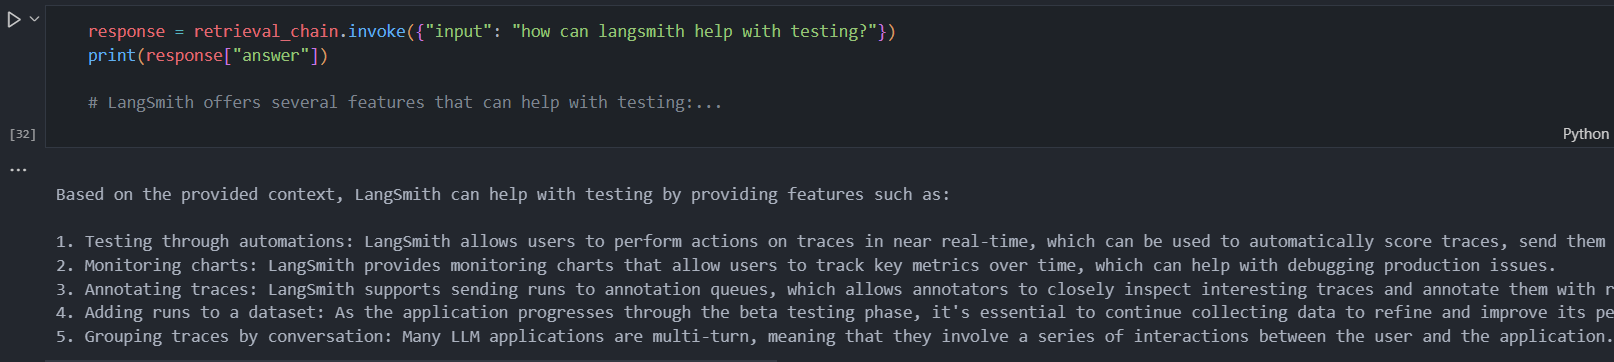 response = retrieval_chain.invoke({"input": "how can langsmith help with testing?"})
print(response["answer"])
# LangSmith offers several features that can help with testing:...
[32]
Python
...
Based on the provided context, LangSmith can help with testing by providing features such as:
1. Testing through automations: LangSmith allows users to perform actions on traces in near real-time, which can be used to automatically score traces, send them
2. Monitoring charts: LangSmith provides monitoring charts that allow users to track key metrics over time, which can help with debugging production issues.
3. Annotating traces: LangSmith supports sending runs to annotation queues, which allows annotators to closely inspect interesting traces and annotate them with r
4. Adding runs to a dataset: As the application progresses through the beta testing phase, it's essential to continue collecting data to refine and improve its pe
5. Grouping traces by conversation: Many LLM applications are multi-turn, meaning that they involve a series of interactions between the user and the application.